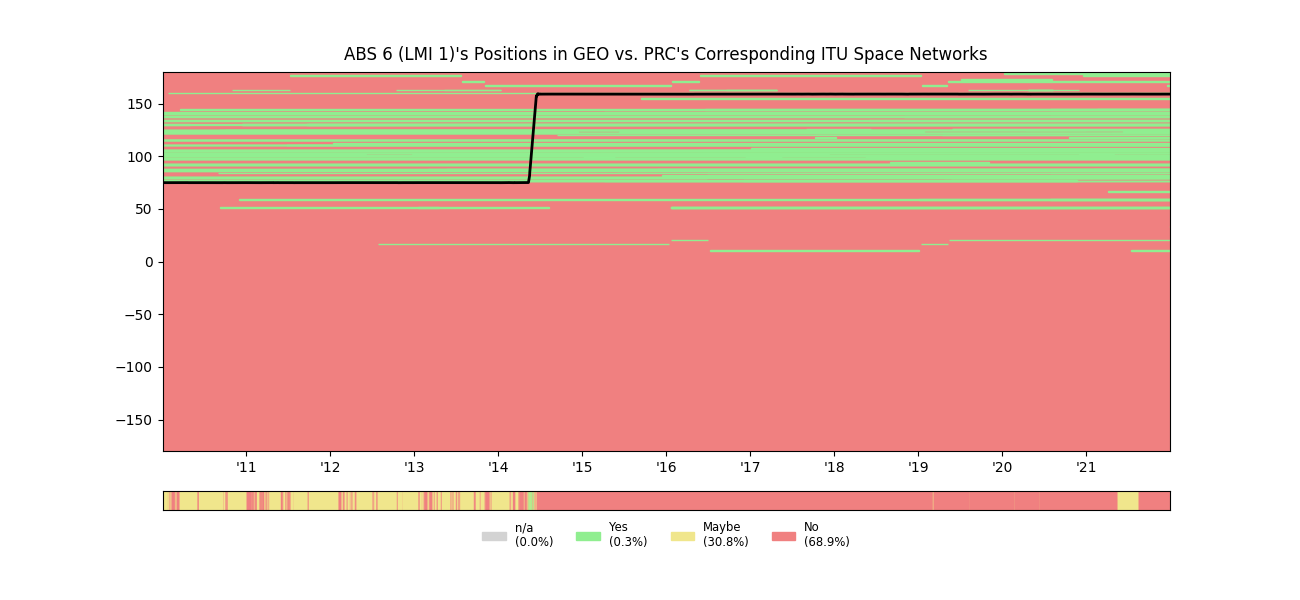 ABS 6 (LMI 1)'s Positions in GEO vs. PRC's Corresponding ITU Space Networks
150
100
50
0
−50
−100
−150
'11 '12 '13 '14 '15 '16 '17 '18 '19 '20 '21
n/a Yes Maybe No
(0.0%) (0.3%) (30.8%) (68.9%)